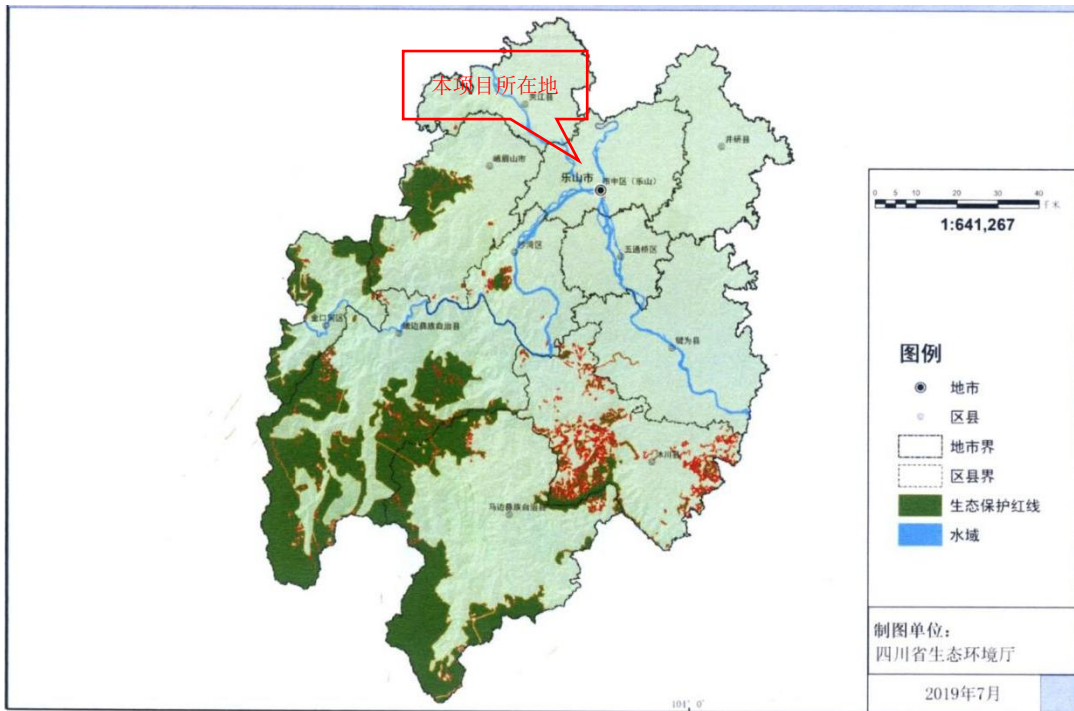 本项目所在地
夹江县
井研县
峨眉山市
乐山市
市中区（乐山）
沙湾区
五通桥区
金口河区
峨边彝族自治县
犍为县
沐川县
马边彝族自治县
0 5 10 20 30 40
千米
1:641,267
图例
地市
区县
地市界
区县界
生态保护红线
水域
制图单位：
四川省生态环境厅
2019年7月